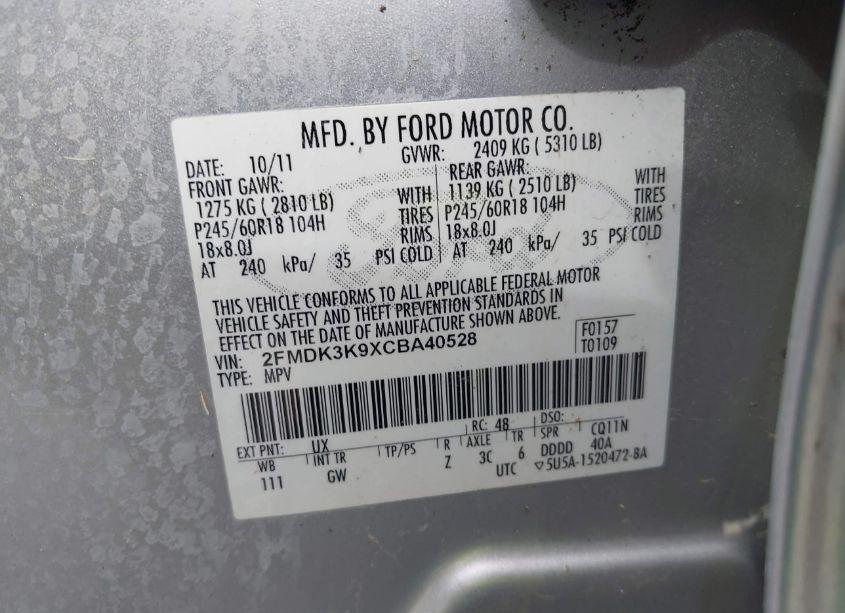 MFD. BY FORD MOTOR CO.
DATE: 10/11 GVWR: 2409 KG ( 5310 LB)
FRONT GAWR: REAR GAWR:
1275 KG ( 2810 LB) WITH 1139 KG ( 2510 LB) WITH
P245/60R18 104H TIRES P245/60R18 104H TIRES
18x8.0J RIMS 18x8.0J RIMS
AT 240 kPa/ 35 PSI COLD AT 240 kPa/ 35 PSI COLD
THIS VEHICLE CONFORMS TO ALL APPLICABLE FEDERAL MOTOR
VEHICLE SAFETY AND THEFT PREVENTION STANDARDS IN
EFFECT ON THE DATE OF MANUFACTURE SHOWN ABOVE.
VIN: 2FMDK3K9XCBA40528 F0157
TYPE: MPV T0109
EXT PNT: UX RC: 48 DSO:
WB INT TR TP/PS R AXLE TR SPR CQ11N
111 GW Z 3C 6 DDDD 40A
UTC ▽5U5A-1520472-8A